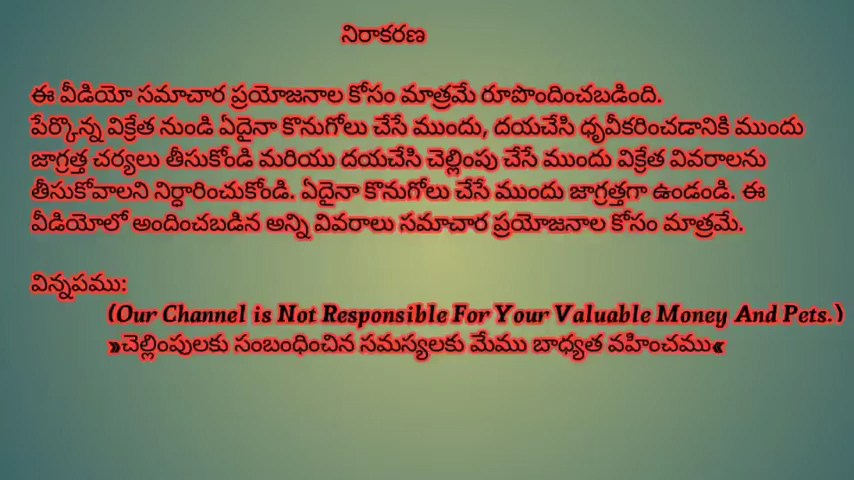 నిరాకరణ
ఈ వీడియో సమాచార ప్రయోజనాల కోసం మాత్రమే రూపొందించబడింది.
పేర్కొన్న విక్రేత నుండి ఏదైనా కొనుగోలు చేసే ముందు, దయచేసి ధృవీకరించడానికి ముందు
జాగ్రత్త చర్యలు తీసుకోండి మరియు దయచేసి చెల్లింపు చేసే ముందు విక్రేత వివరాలను
తీసుకోవాలని నిర్ధారించుకోండి. ఏదైనా కొనుగోలు చేసే ముందు జాగ్రత్తగా ఉండండి. ఈ
వీడియోలో అందించబడిన అన్ని వివరాలు సమాచార ప్రయోజనాల కోసం మాత్రమే.
విన్నపము:
(Our Channel is Not Responsible For Your Valuable Money And Pets.)
»చెల్లింపులకు సంబంధించిన సమస్యలకు మేము బాధ్యత వహించము«